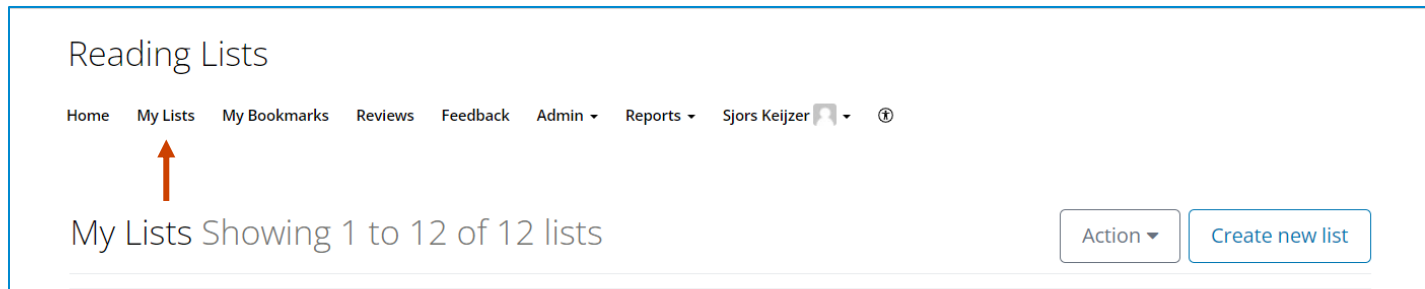 Reading Lists
Home My Lists My Bookmarks Reviews Feedback Admin Reports Sjors Keijzer
My Lists Showing 1 to 12 of 12 lists Action Create new list